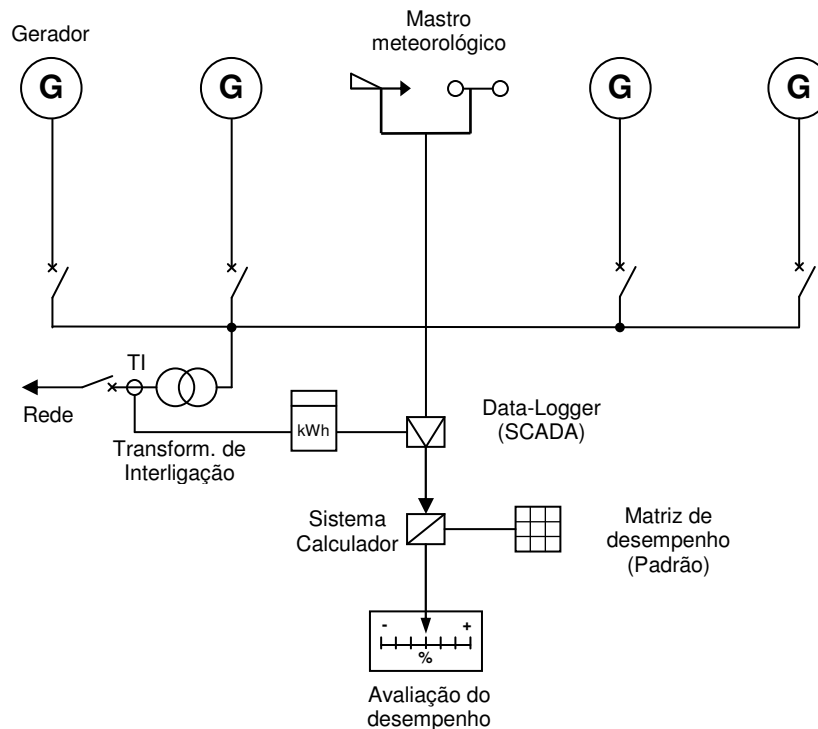 Gerador
Mastro
meteorológico
G
G
G
G
TI
Rede
Transform. de
Interligação
kWh
Data-Logger
(SCADA)
Sistema
Calculador
Matriz de
desempenho
(Padrão)
- +
%
Avaliação do
desempenho